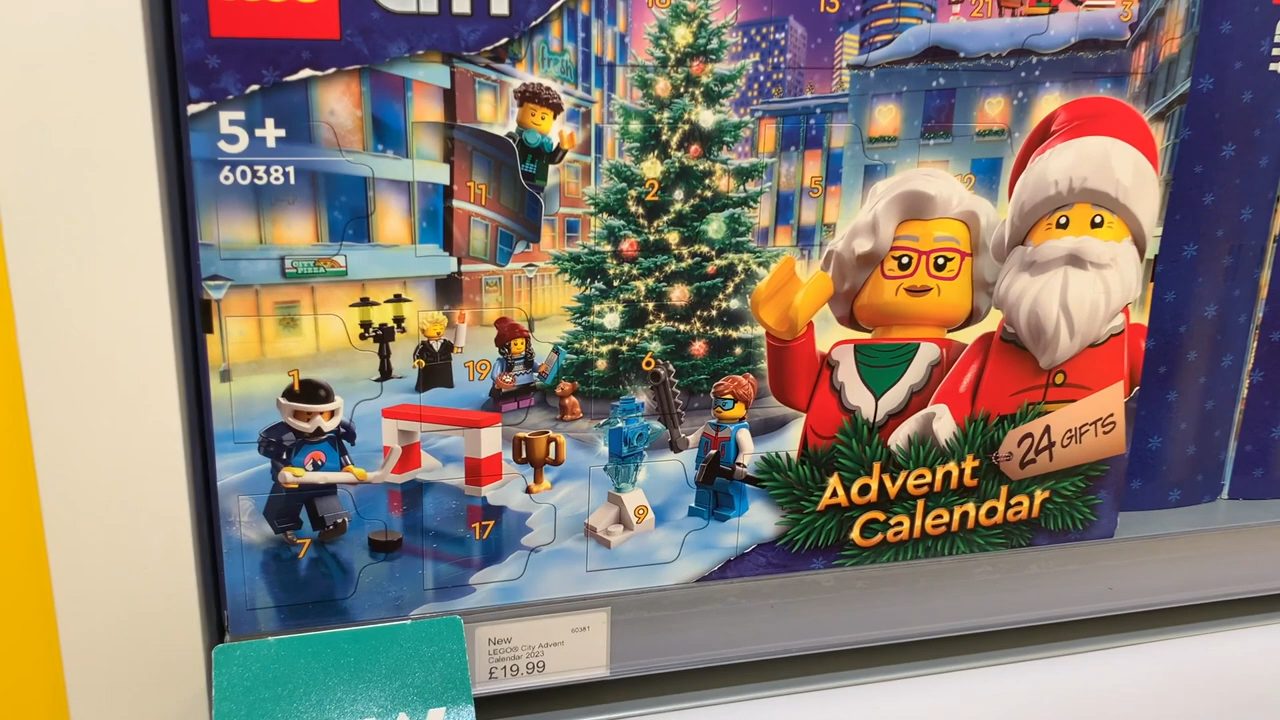 CITY
5+
60381
fresh
13
21
3
11
2
5
12
CITY
PIZZA
1
19
6
7
17
9
24 GIFTS
Advent
Calendar
New
60381
LEGO® City Advent
Calendar 2023
£19.99